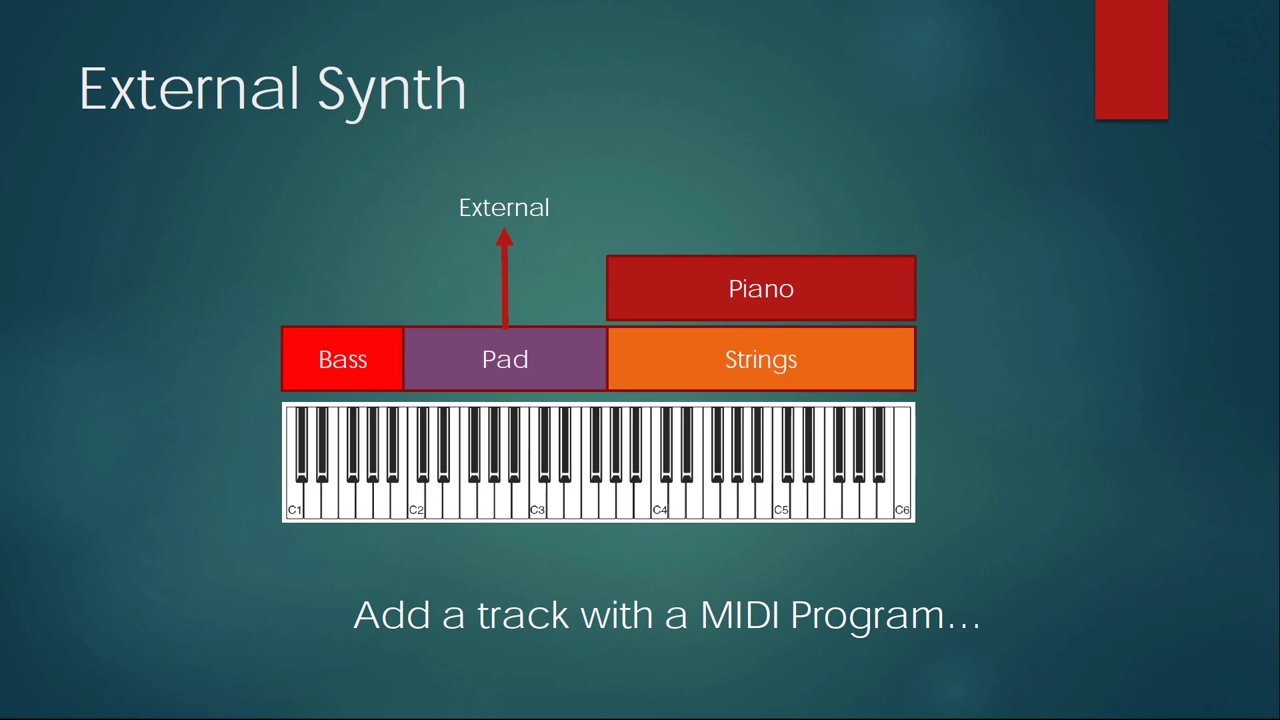 External Synth
External
Piano
Bass
Pad
Strings
C1
C2
C3
C4
C5
C6
Add a track with a MIDI Program...